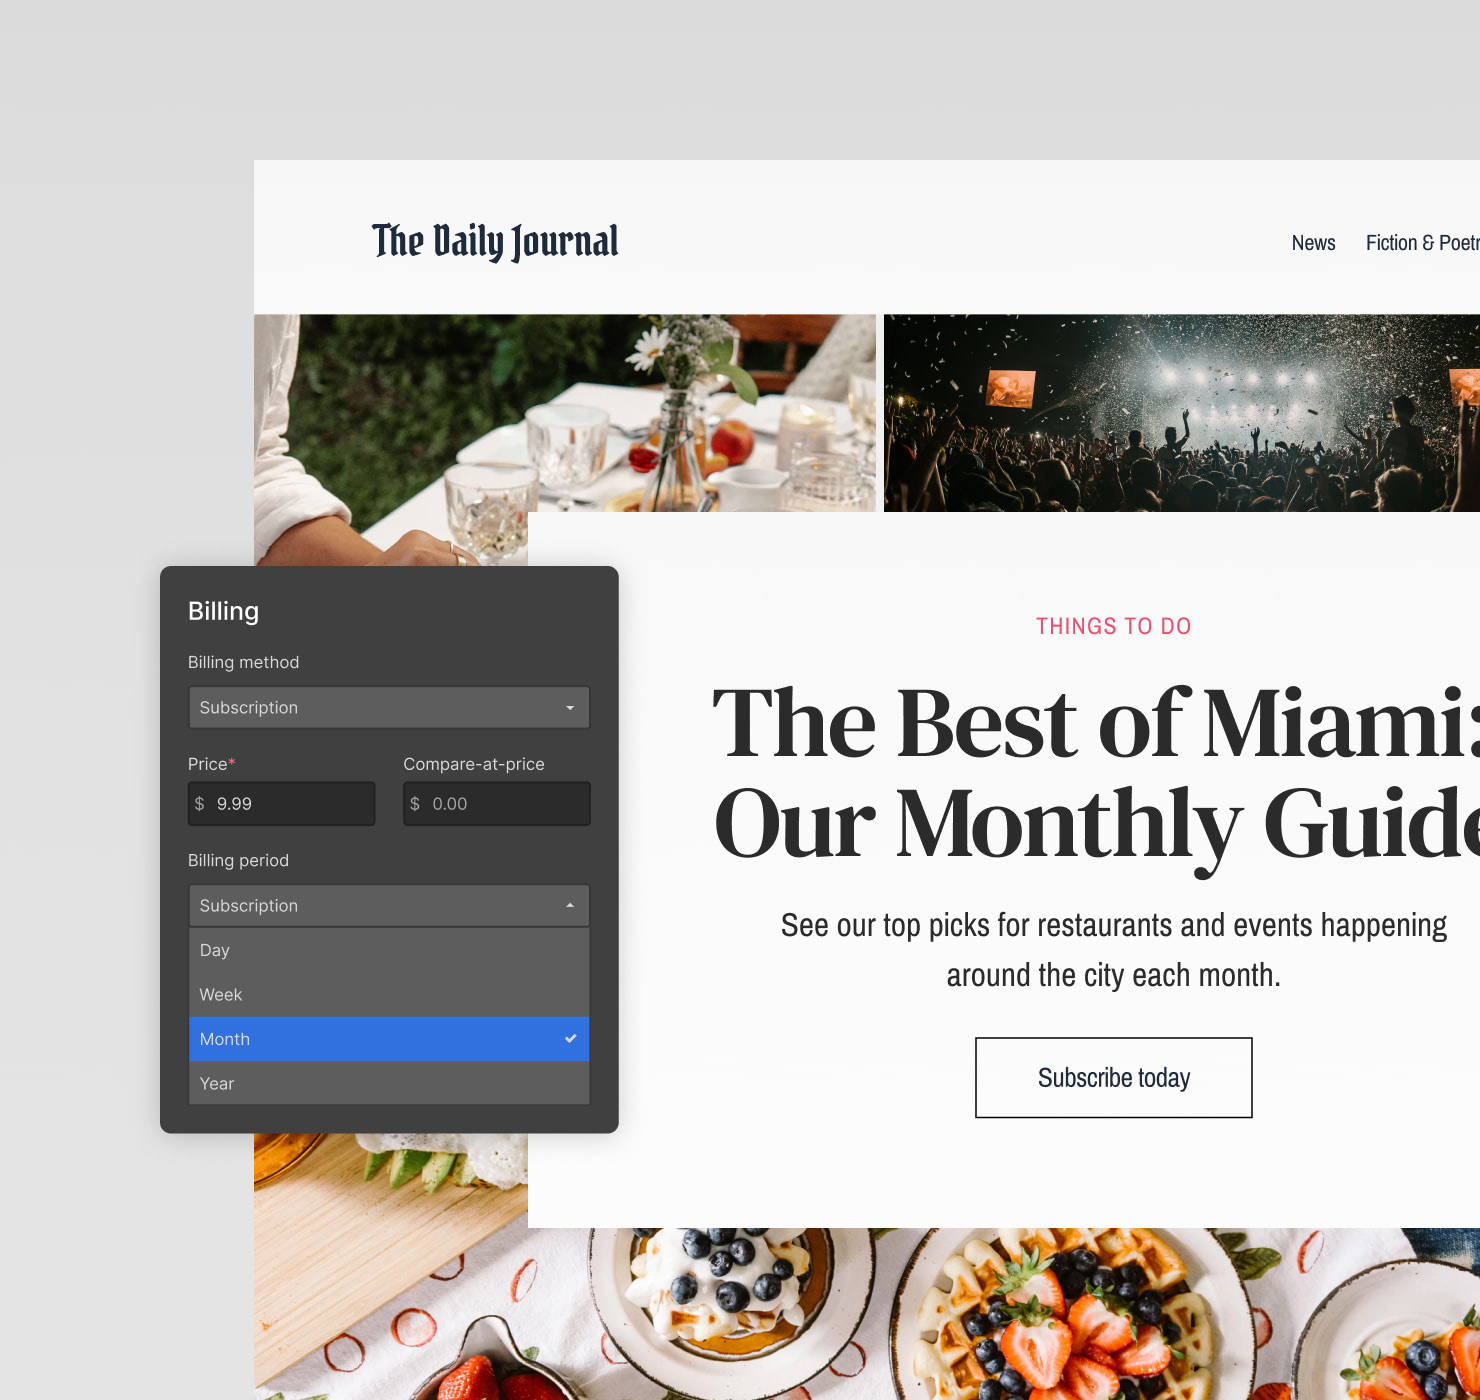 The Daily Journal
News Fiction & Poetr
Billing
Billing method
Subscription
Price* Compare-at-price
$ 9.99 $ 0.00
Billing period
Subscription
Day
Week
Month
Year
THINGS TO DO
The Best of Miami:
Our Monthly Guide
See our top picks for restaurants and events happening
around the city each month.
Subscribe today